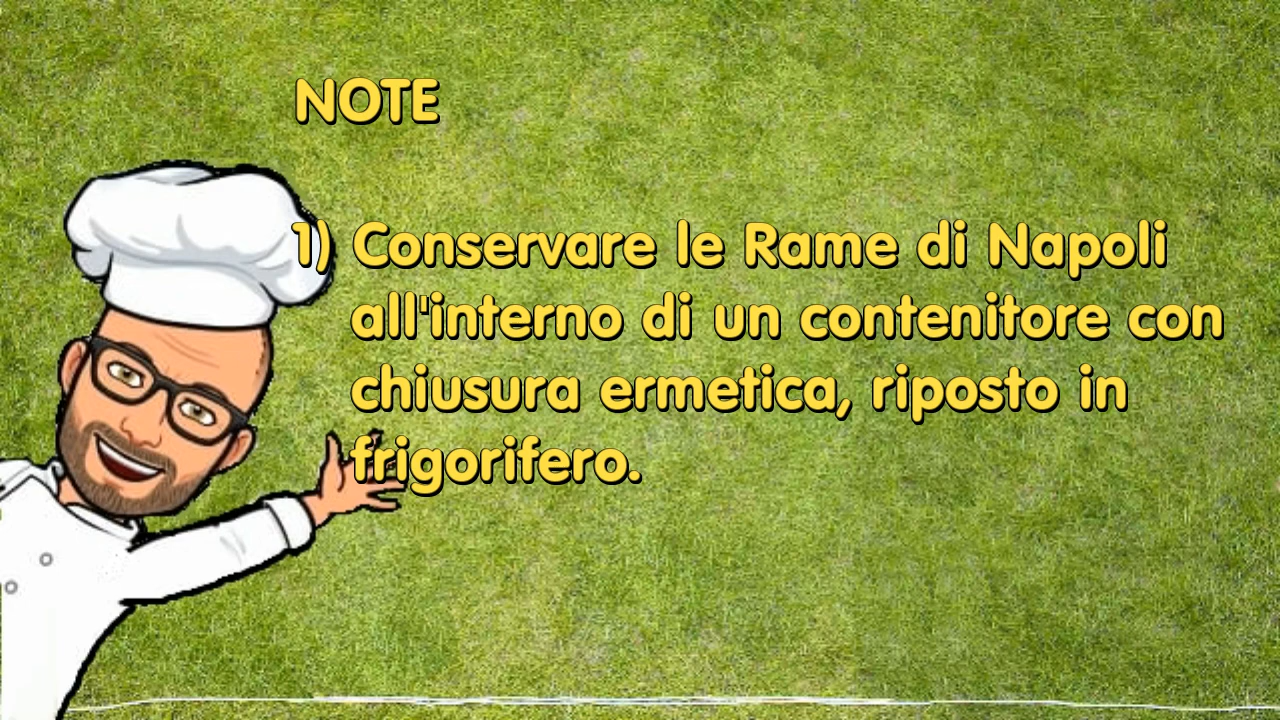 NOTE
1) Conservare le Rame di Napoli
all'interno di un contenitore con
chiusura ermetica, riposto in
frigorifero.